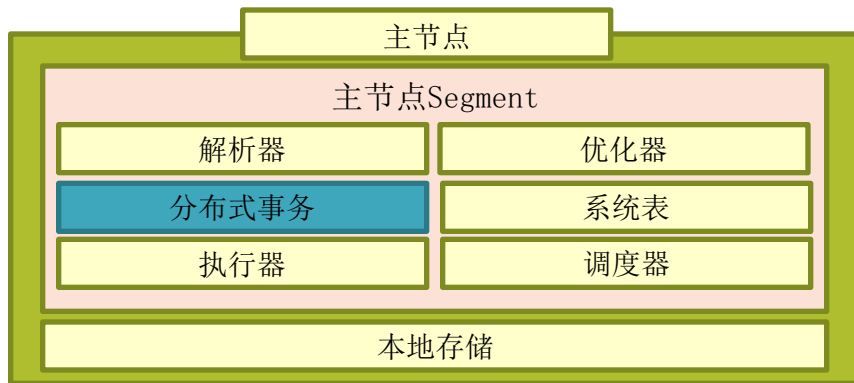 主节点
主节点Segment
解析器
优化器
分布式事务
系统表
执行器
调度器
本地存储